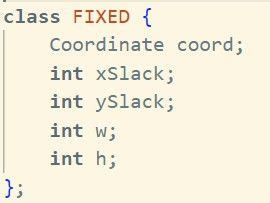 class FIXED {
    Coordinate coord;
    int xSlack;
    int ySlack;
    int w;
    int h;
};